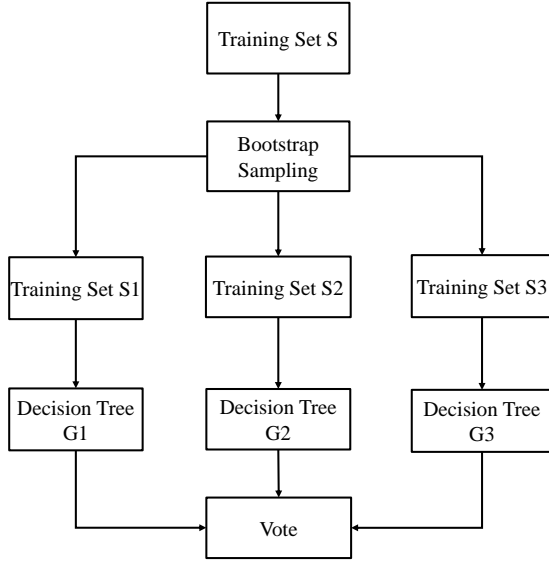 Training Set S
Bootstrap
Sampling
Training Set S1
Training Set S2
Training Set S3
Decision Tree
G1
Decision Tree
G2
Decision Tree
G3
Vote